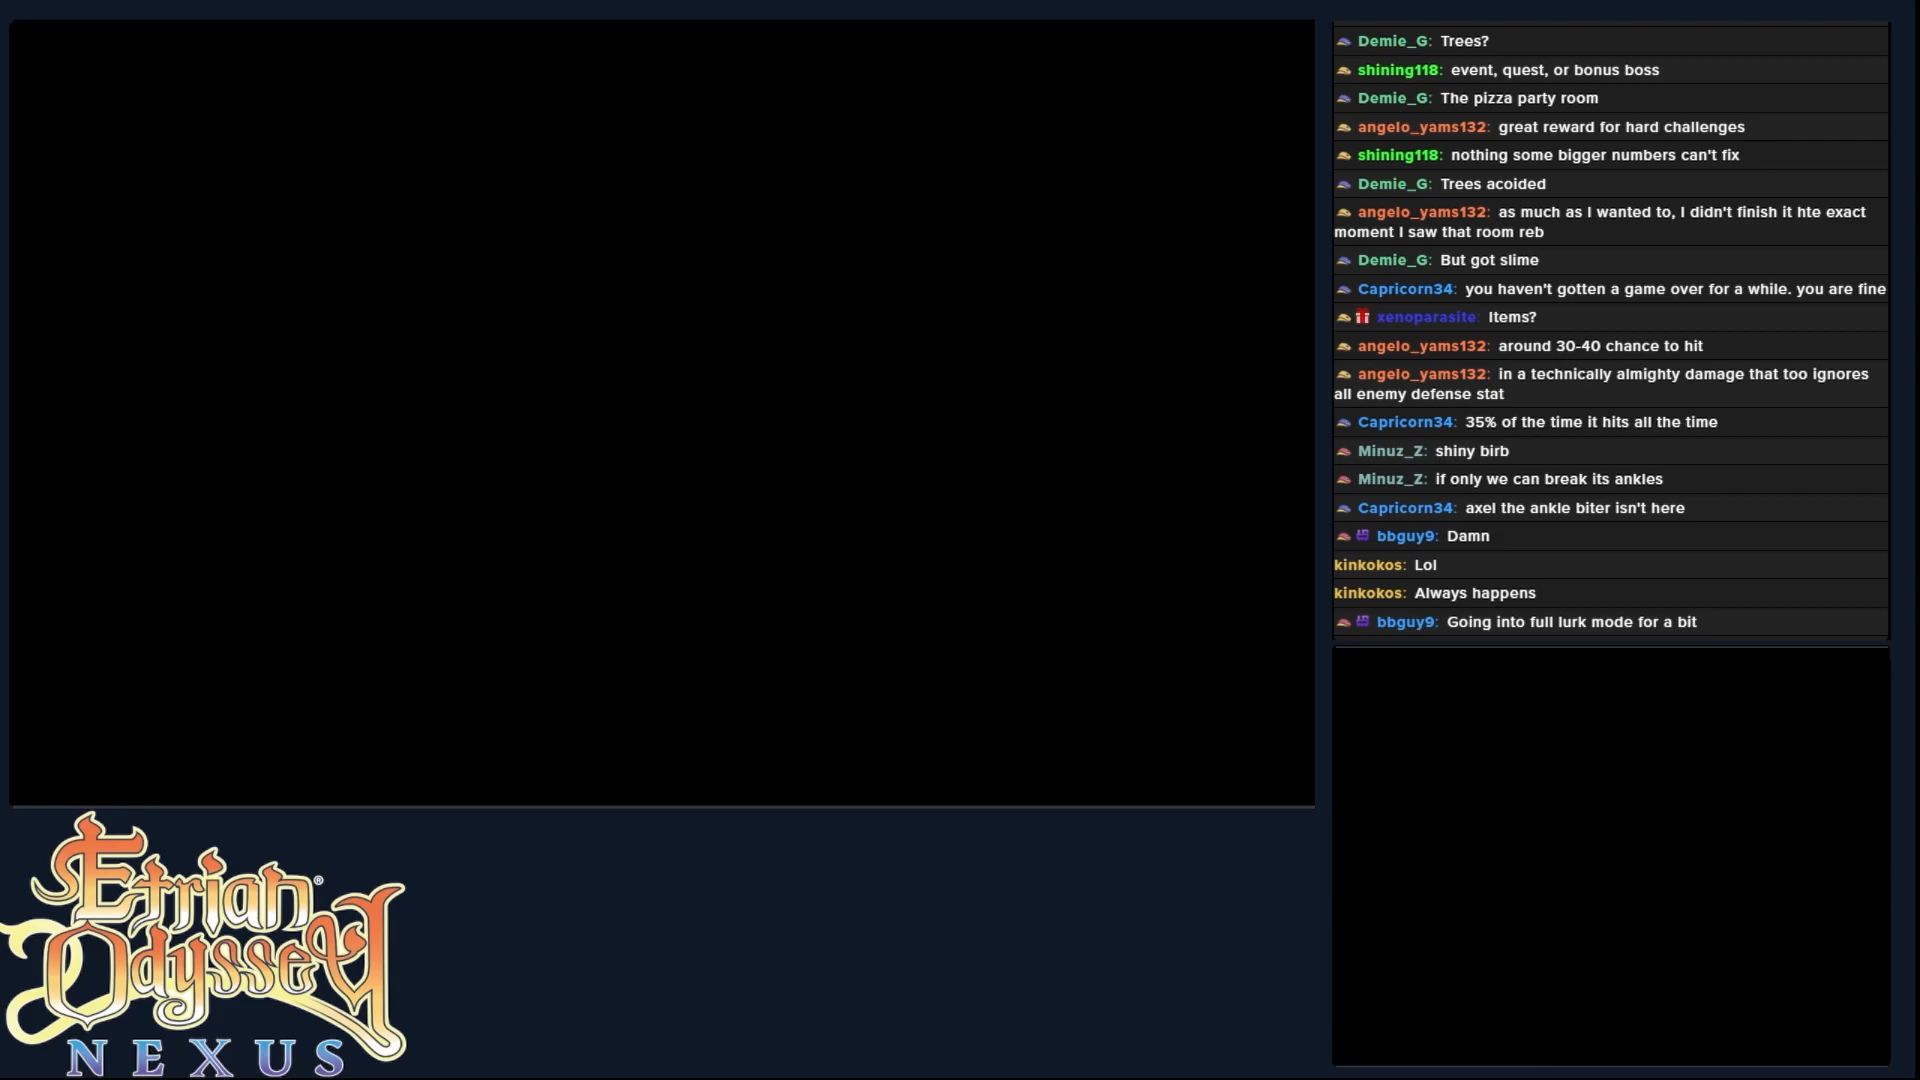 Demie_G: Trees?
shining118: event, quest, or bonus boss
Demie_G: The pizza party room
angelo_yams132: great reward for hard challenges
shining118: nothing some bigger numbers can't fix
Demie_G: Trees acoided
angelo_yams132: as much as I wanted to, I didn't finish it hte exact
moment I saw that room reb
Demie_G: But got slime
Capricorn34: you haven't gotten a game over for a while. you are fine
xenoparasite: Items?
angelo_yams132: around 30-40 chance to hit
angelo_yams132: in a technically almighty damage that too ignores
all enemy defense stat
Capricorn34: 35% of the time it hits all the time
Minuz_Z: shiny birb
Minuz_Z: if only we can break its ankles
Capricorn34: axel the ankle biter isn't here
bbguy9: Damn
kinkokos: Lol
kinkokos: Always happens
bbguy9: Going into full lurk mode for a bit
Etrian®
Odyssey
NEXUS